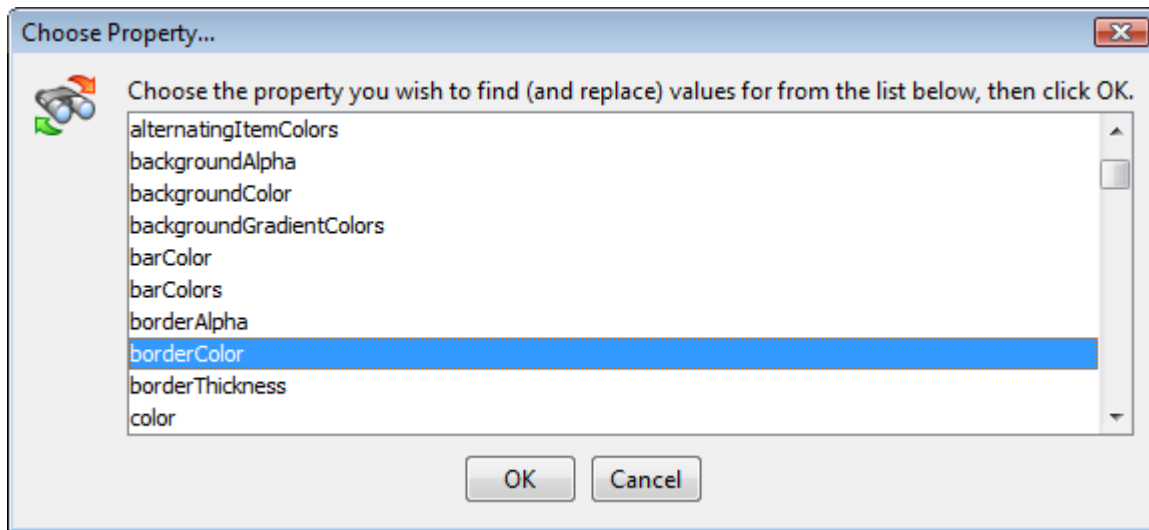 Choose Property...
Choose the property you wish to find (and replace) values for from the list below, then click OK.
alternatingItemColors
backgroundAlpha
backgroundColor
backgroundGradientColors
barColor
barColors
borderAlpha
borderColor
borderThickness
color
OK Cancel